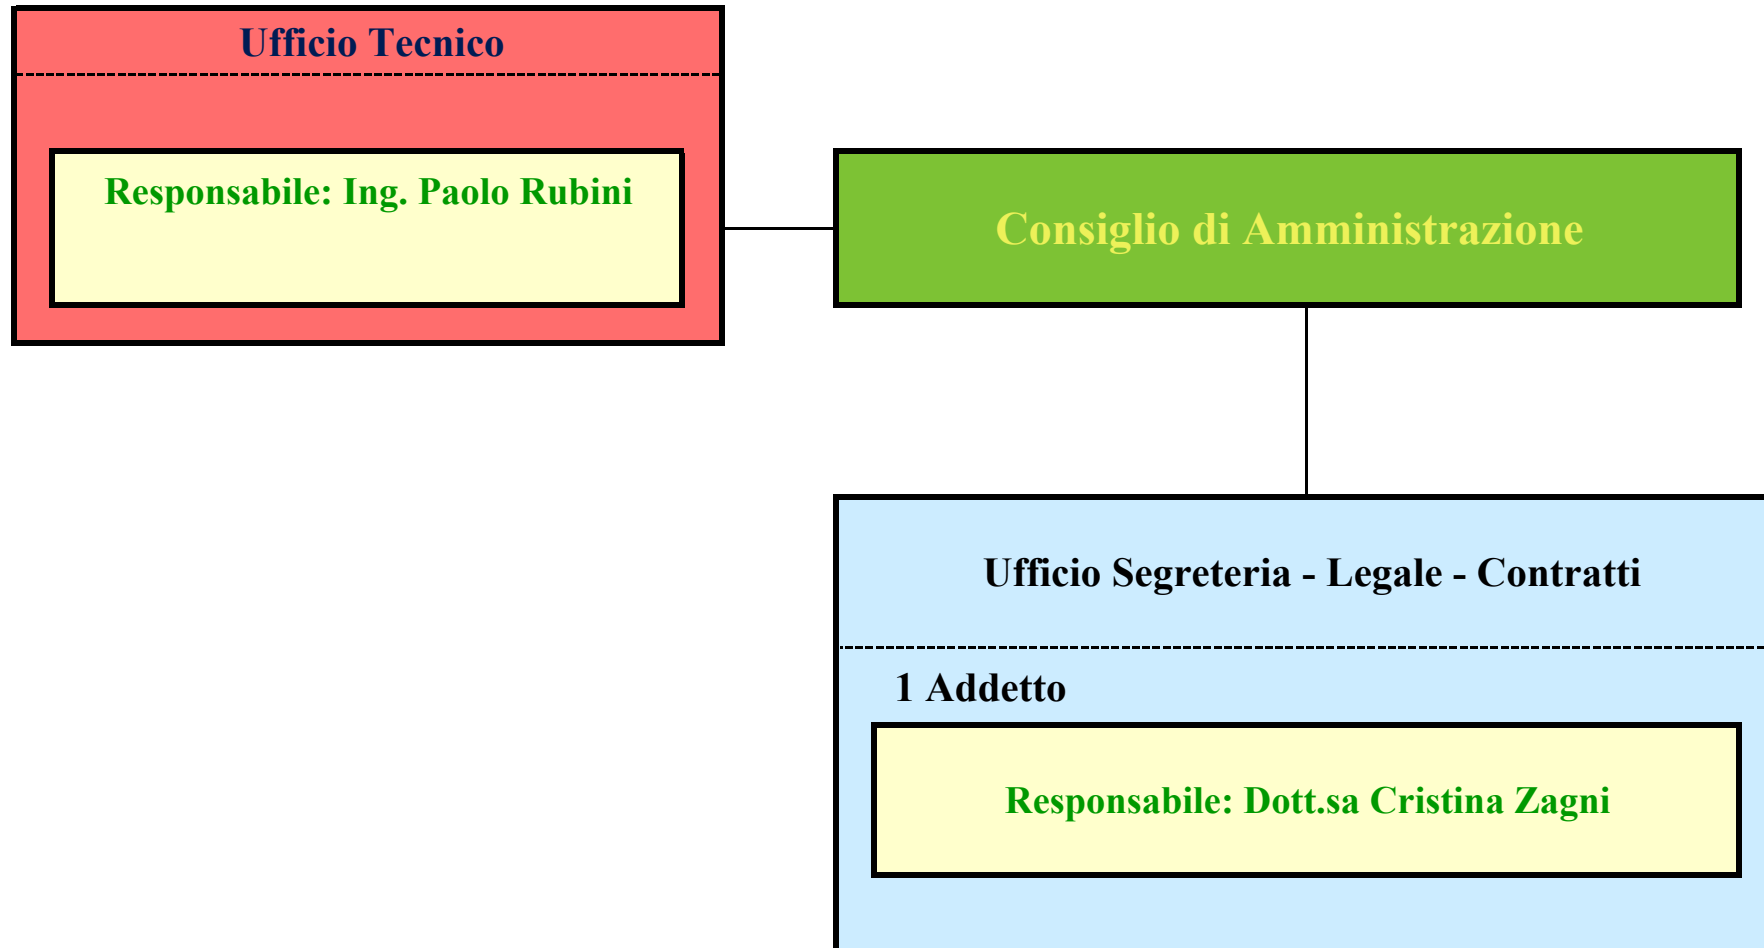 Ufficio Tecnico
Responsabile: Ing. Paolo Rubini
Consiglio di Amministrazione
Ufficio Segreteria - Legale - Contratti
1 Addetto
Responsabile: Dott.sa Cristina Zagni